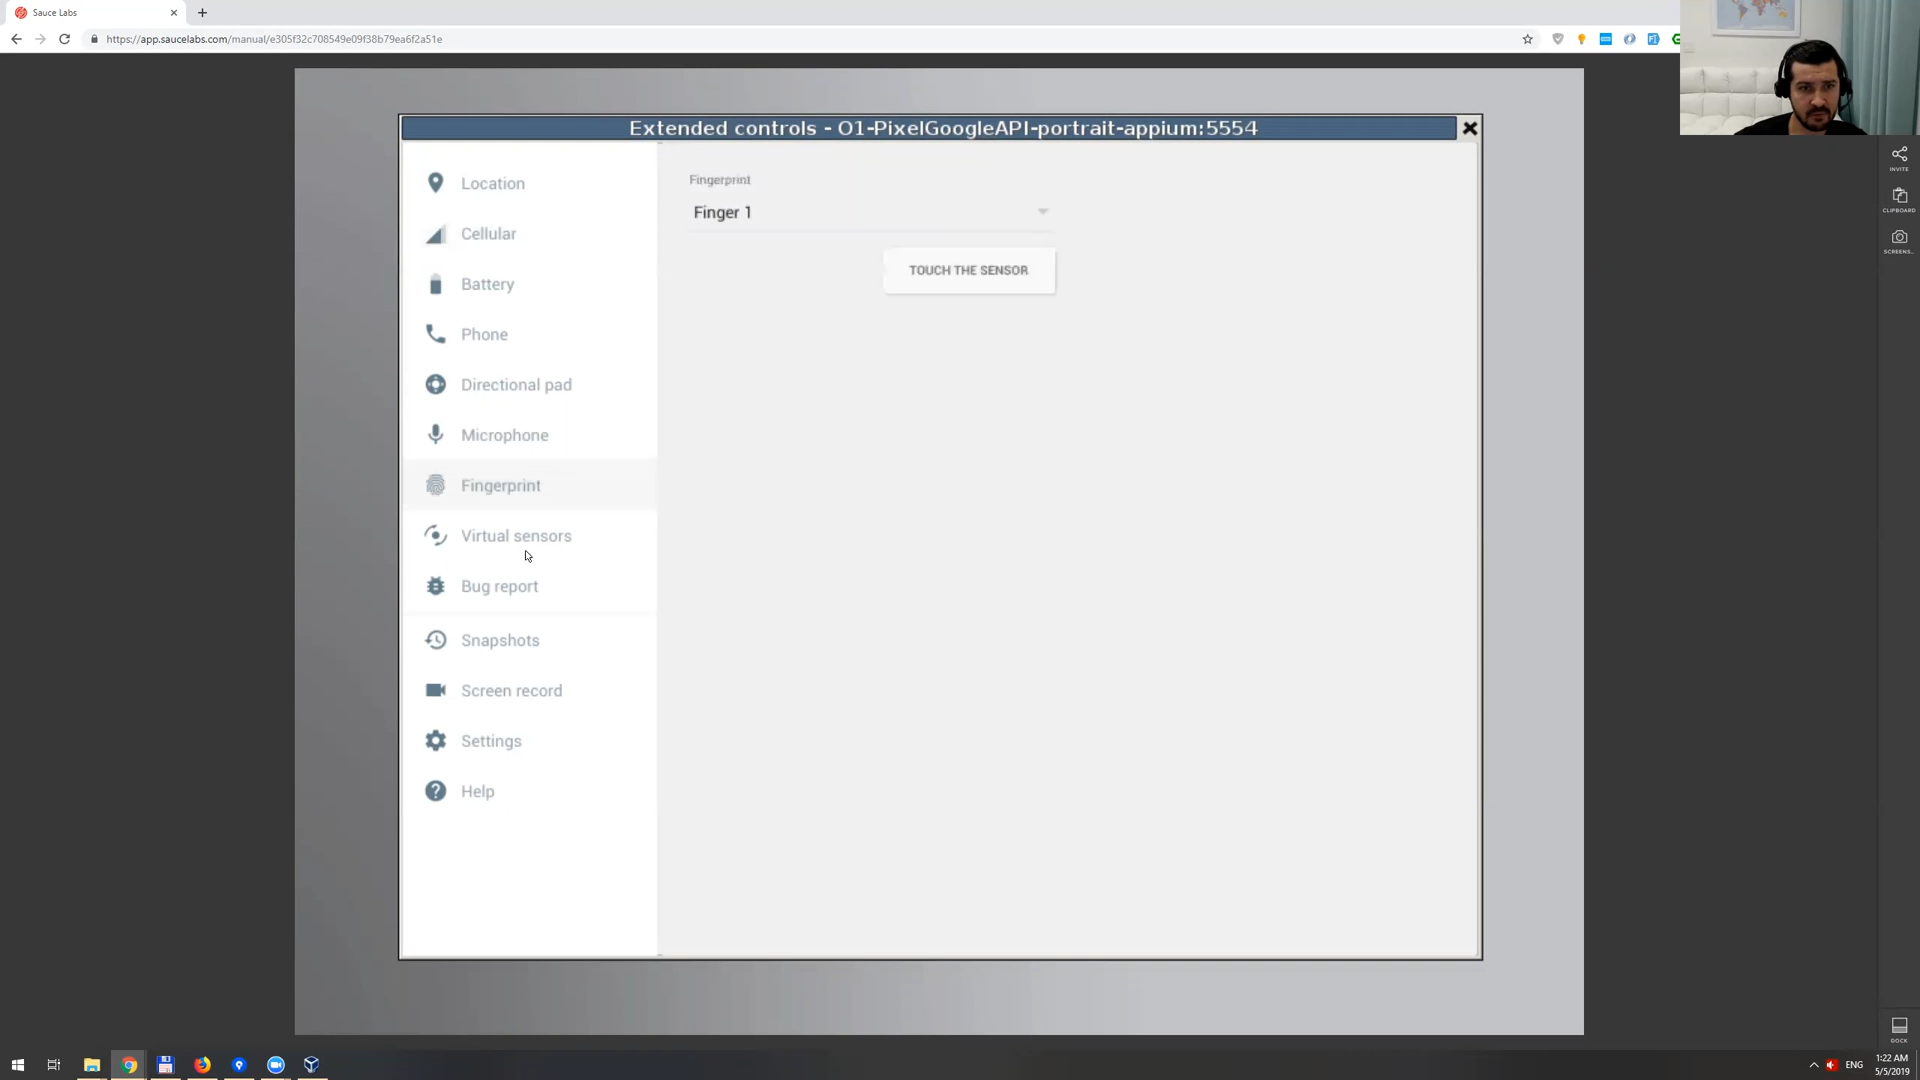 Sauce Labs
https://app.saucelabs.com/manual/e305f32c708549e09f38b79ea6f2a51e
Extended controls - O1-PixelGoogleAPI-portrait-appium:5554
Location
Cellular
Battery
Phone
Directional pad
Microphone
Fingerprint
Virtual sensors
Bug report
Snapshots
Screen record
Settings
Help
Fingerprint
Finger 1
TOUCH THE SENSOR
INVITE
CLIPBOARD
SCREENS...
DOCK
ENG
1:22 AM
5/5/2019